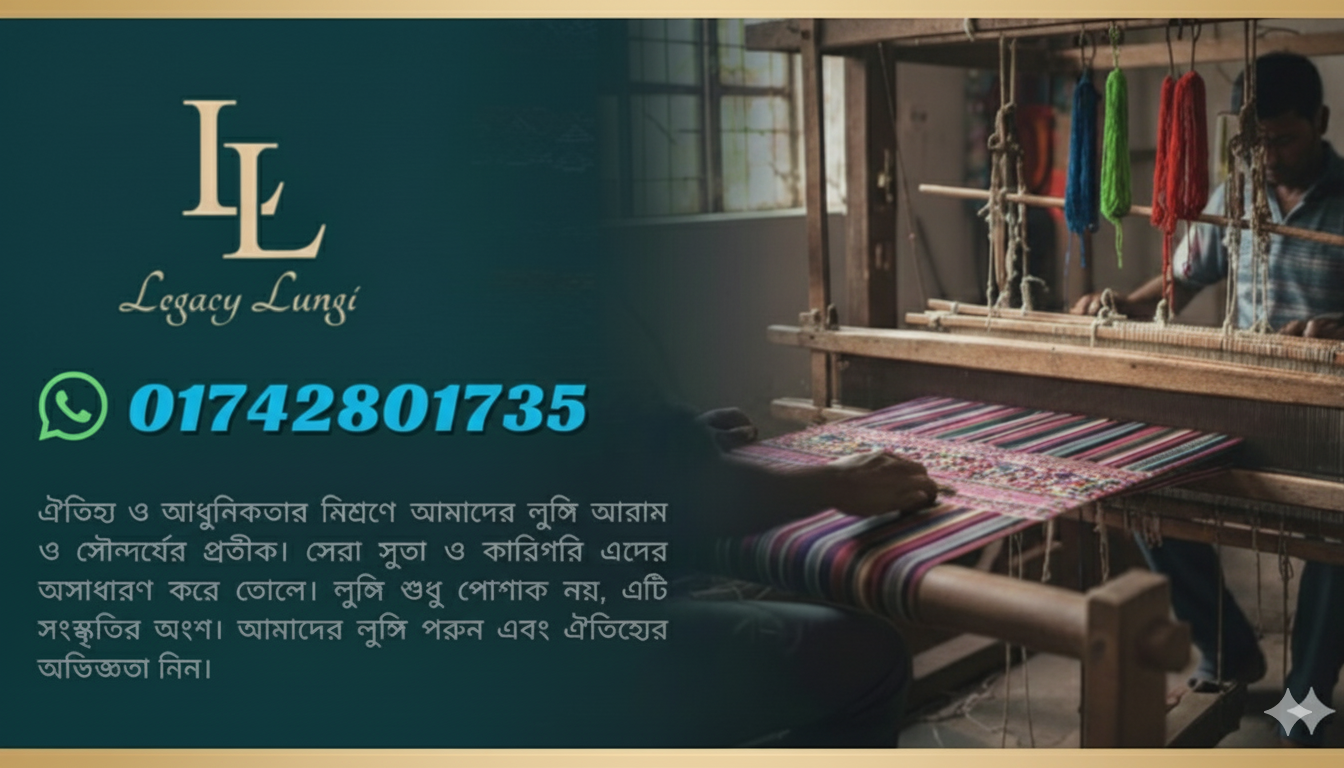 LL
Legacy Lungi
01742801735
ঐতিহ্য ও আধুনিকতার মিশ্রণে আমাদের লুঙ্গি আরাম
ও সৌন্দর্যের প্রতীক। সেরা সুতা ও কারিগরি এদের
অসাধারণ করে তোলে। লুঙ্গি শুধু পোশাক নয়, এটি
সংস্কৃতির অংশ। আমাদের লুঙ্গি পরুন এবং ঐতিহ্যের
অভিজ্ঞতা নিন।